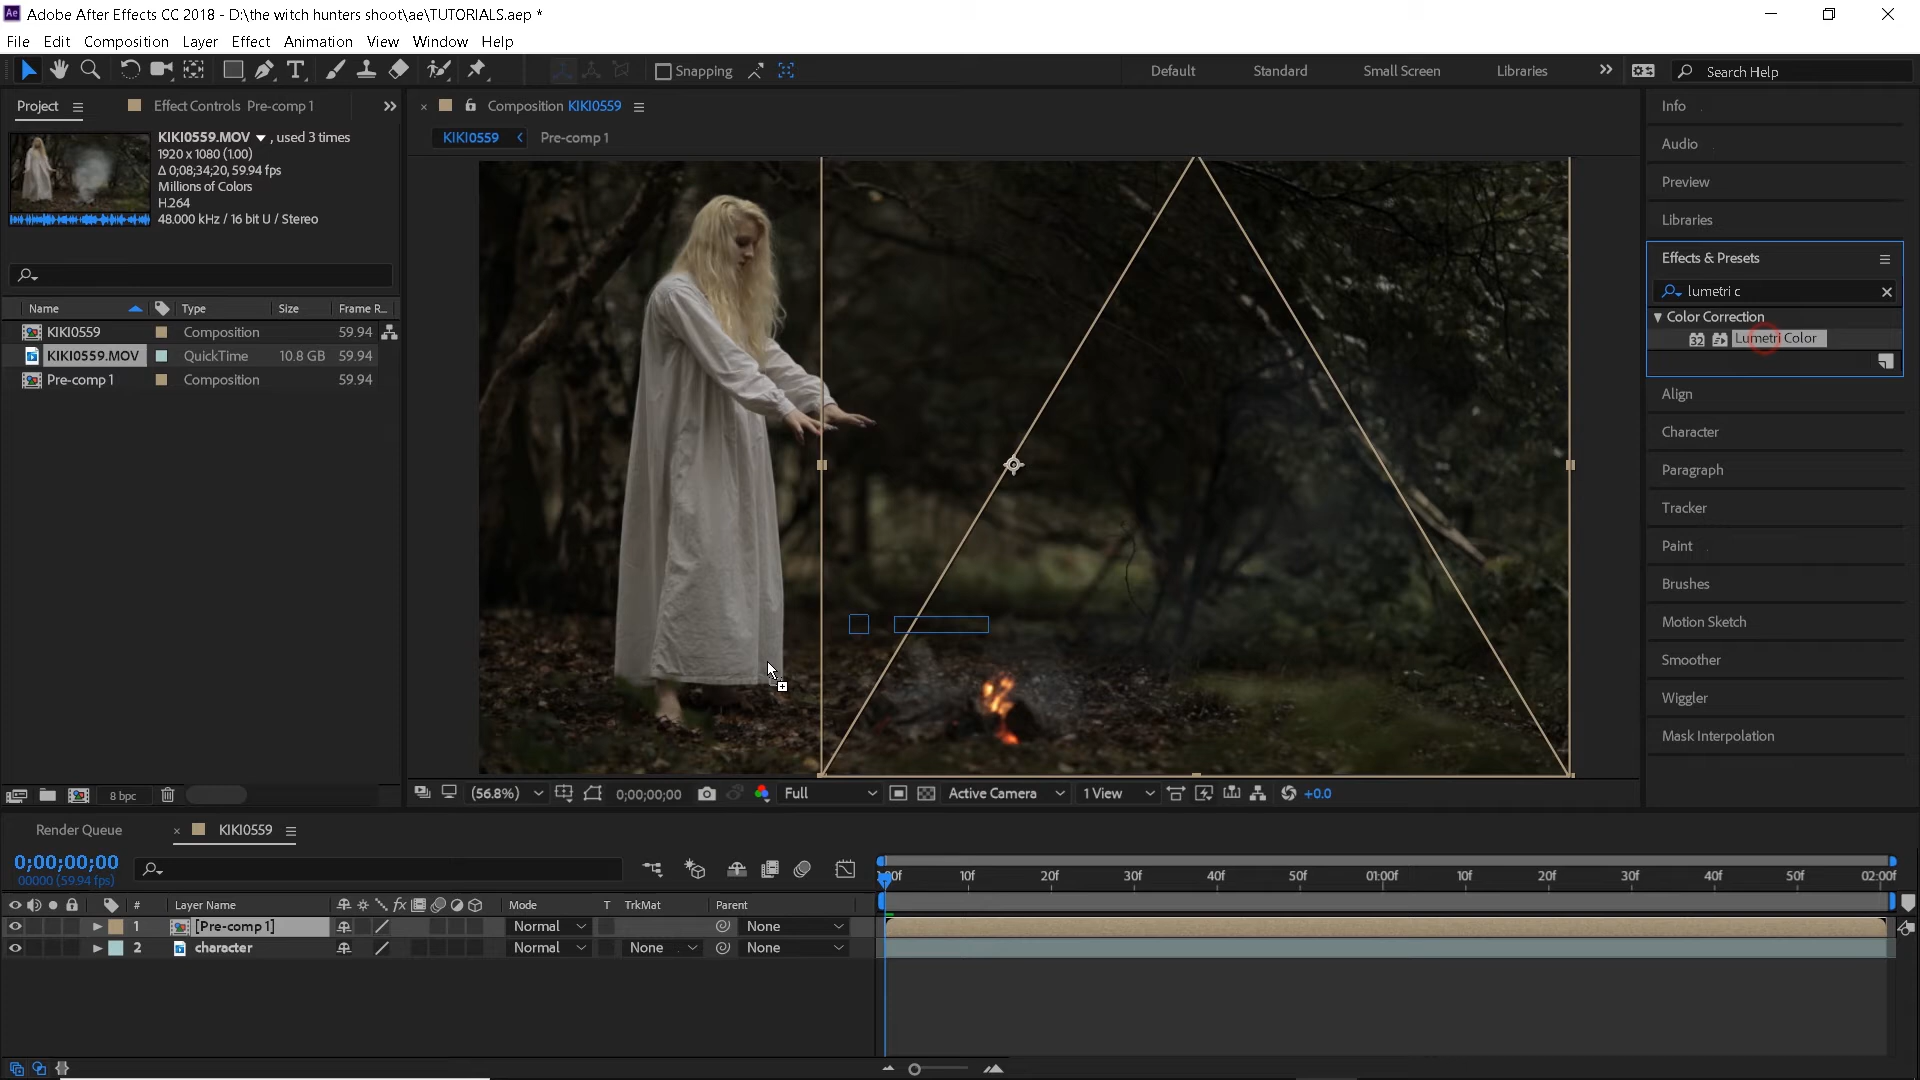 Adobe After Effects CC 2018 - D:\the witch hunters shoot\ae\TUTORIALS.aep *
File Edit Composition Layer Effect Animation View Window Help
Snapping Default Standard Small Screen Libraries Search Help
Project Effect Controls Pre-comp 1
Composition KIKI0559
Info
KIKI0559.MOV , used 3 times
1920 x 1080 (1.00)
Δ 0;08;34;20, 59.94 fps
Millions of Colors
H.264
48.000 kHz / 16 bit U / Stereo
KIKI0559 Pre-comp 1
Audio
Preview
Libraries
Effects & Presets
lumetri c
Color Correction
32 Lumetri Color
Name Type Size Frame R...
KIKI0559 Composition 59.94
KIKI0559.MOV QuickTime 10.8 GB 59.94
Pre-comp 1 Composition 59.94
Align
Character
Paragraph
Tracker
Paint
Brushes
Motion Sketch
Smoother
Wiggler
Mask Interpolation
8 bpc
(56.8%) 0;00;00;00 Full Active Camera 1 View +0.0
Render Queue KIKI0559
0;00;00;00
00000 (59.94 fps)
:00f 10f 20f 30f 40f 50f 01:00f 10f 20f 30f 40f 50f 02:00f
# Layer Name fx Mode T TrkMat Parent
1 [Pre-comp 1] Normal None
2 character Normal None None